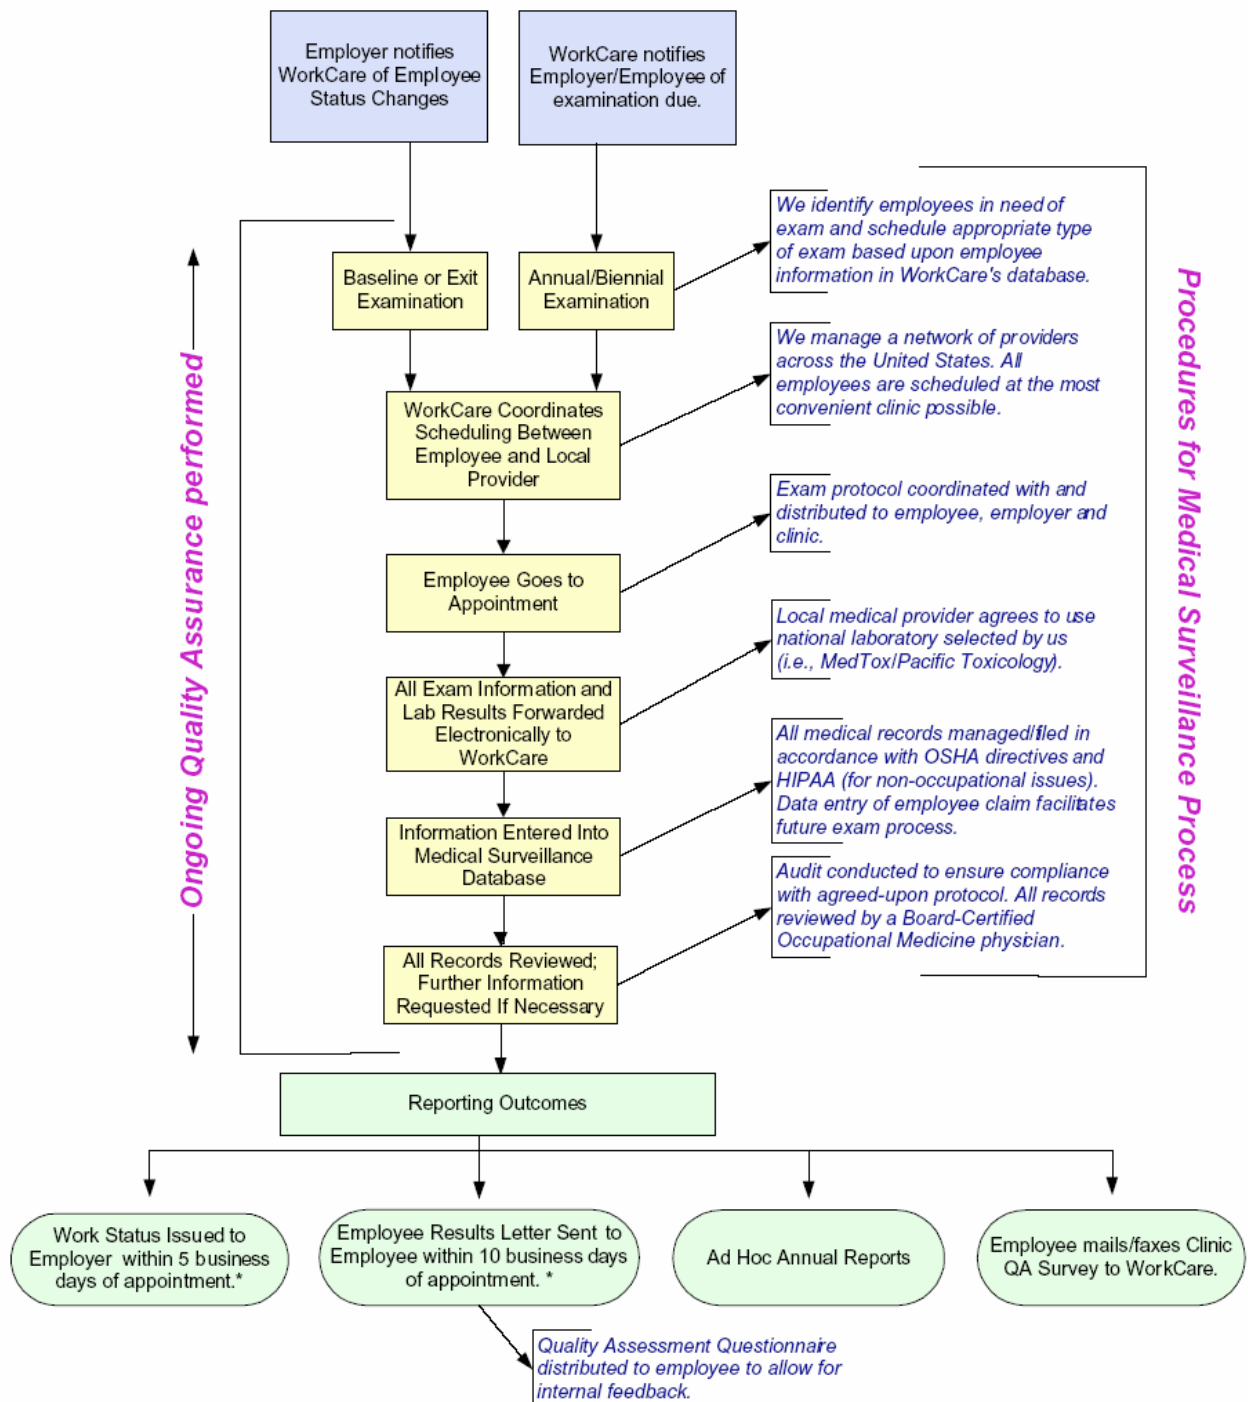 Employer notifies
WorkCare of Employee
Status Changes
WorkCare notifies
Employer/Employee of
examination due.
We identify employees in need of
exam and schedule appropriate type
of exam based upon employee
information in WorkCare's database.
Baseline or Exit
Examination
Annual/Biennial
Examination
We manage a network of providers
across the United States. All
employees are scheduled at the most
convenient clinic possible.
WorkCare Coordinates
Scheduling Between
Employee and Local
Provider
Exam protocol coordinated with and
distributed to employee, employer and
clinic.
Employee Goes to
Appointment
Local medical provider agrees to use
national laboratory selected by us
(i.e., MedTox/Pacific Toxicology).
All Exam Information and
Lab Results Forwarded
Electronically to
WorkCare
All medical records managed/filed in
accordance with OSHA directives and
HIPAA (for non-occupational issues).
Data entry of employee claim facilitates
future exam process.
Information Entered Into
Medical Surveillance
Database
Audit conducted to ensure compliance
with agreed-upon protocol. All records
reviewed by a Board-Certified
Occupational Medicine physician.
All Records Reviewed;
Further Information
Requested If Necessary
Ongoing Quality Assurance performed
Procedures for Medical Surveillance Process
Reporting Outcomes
Work Status Issued to
Employer within 5 business
days of appointment.*
Employee Results Letter Sent to
Employee within 10 business days
of appointment. *
Ad Hoc Annual Reports
Employee mails/faxes Clinic
QA Survey to WorkCare.
Quality Assessment Questionnaire
distributed to employee to allow for
internal feedback.